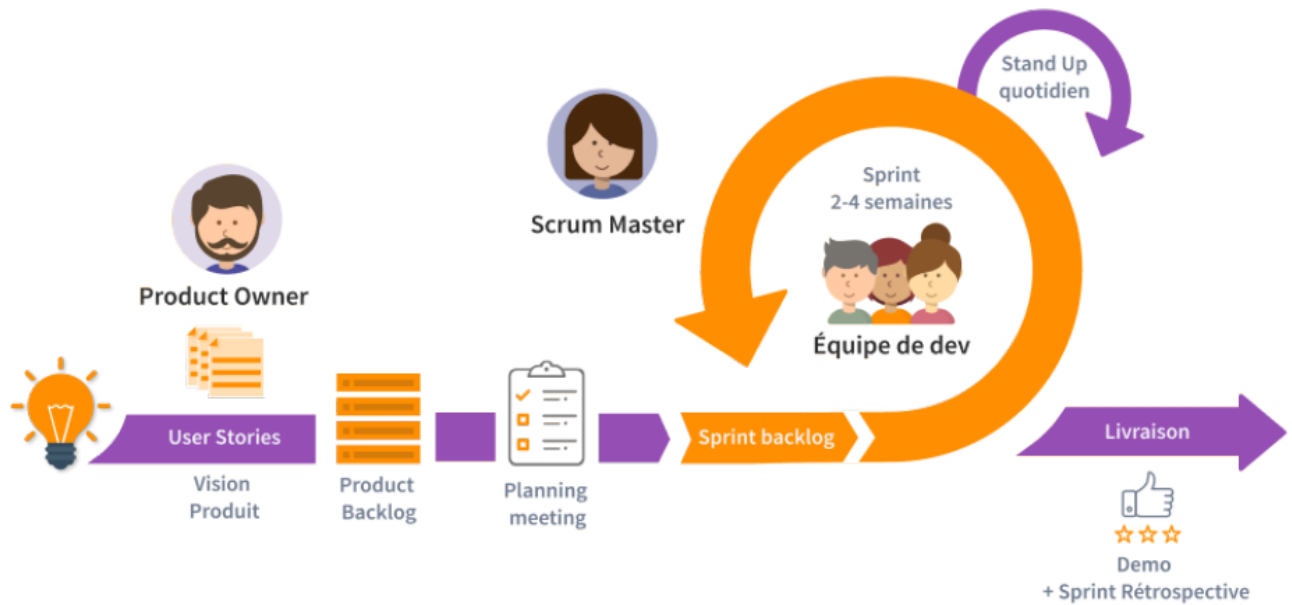 Stand Up
quotidien
Sprint
2-4 semaines
Scrum Master
Product Owner
Équipe de dev
User Stories
Sprint backlog
Livraison
Vision
Produit
Product
Backlog
Planning
meeting
Demo
+ Sprint Rétrospective